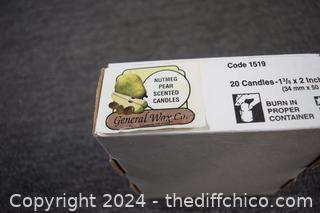 Code 1519
NUTMEG
PEAR
SCENTED
CANDLES
General Wax Co.
20 Candles - 1⅜ x 2 Inch
(34 mm x 50
BURN IN
PROPER
CONTAINER
Copyright 2024 - thediffchico.com